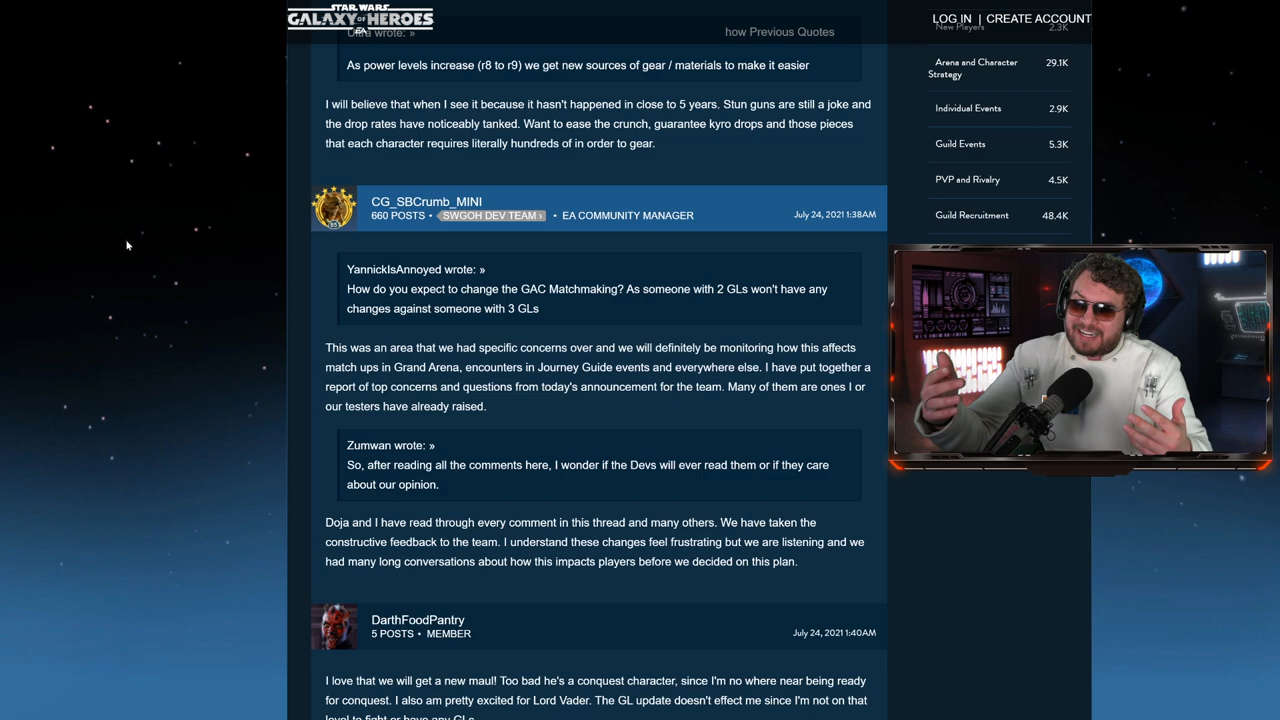 STAR WARS
GALAXY OF HEROES
EA
LOG IN | CREATE ACCOUNT
Ultra wrote: »
how Previous Quotes
New Players 2.3K
As power levels increase (r8 to r9) we get new sources of gear / materials to make it easier
Arena and Character Strategy 29.1K
I will believe that when I see it because it hasn't happened in close to 5 years. Stun guns are still a joke and
the drop rates have noticeably tanked. Want to ease the crunch, guarantee kyro drops and those pieces
that each character requires literally hundreds of in order to gear.
Individual Events 2.9K
Guild Events 5.3K
PVP and Rivalry 4.5K
Guild Recruitment 48.4K
85
CG_SBCrumb_MINI
660 POSTS • SWGOH DEV TEAM › • EA COMMUNITY MANAGER
July 24, 2021 1:38AM
YannickIsAnnoyed wrote: »
How do you expect to change the GAC Matchmaking? As someone with 2 GLs won't have any
changes against someone with 3 GLs
This was an area that we had specific concerns over and we will definitely be monitoring how this affects
match ups in Grand Arena, encounters in Journey Guide events and everywhere else. I have put together a
report of top concerns and questions from today's announcement for the team. Many of them are ones I or
our testers have already raised.
Zumwan wrote: »
So, after reading all the comments here, I wonder if the Devs will ever read them or if they care
about our opinion.
Doja and I have read through every comment in this thread and many others. We have taken the
constructive feedback to the team. I understand these changes feel frustrating but we are listening and we
had many long conversations about how this impacts players before we decided on this plan.
DarthFoodPantry
5 POSTS • MEMBER
July 24, 2021 1:40AM
I love that we will get a new maul! Too bad he's a conquest character, since I'm no where near being ready
for conquest. I also am pretty excited for Lord Vader. The GL update doesn't effect me since I'm not on that
level to fight or have any GLs.